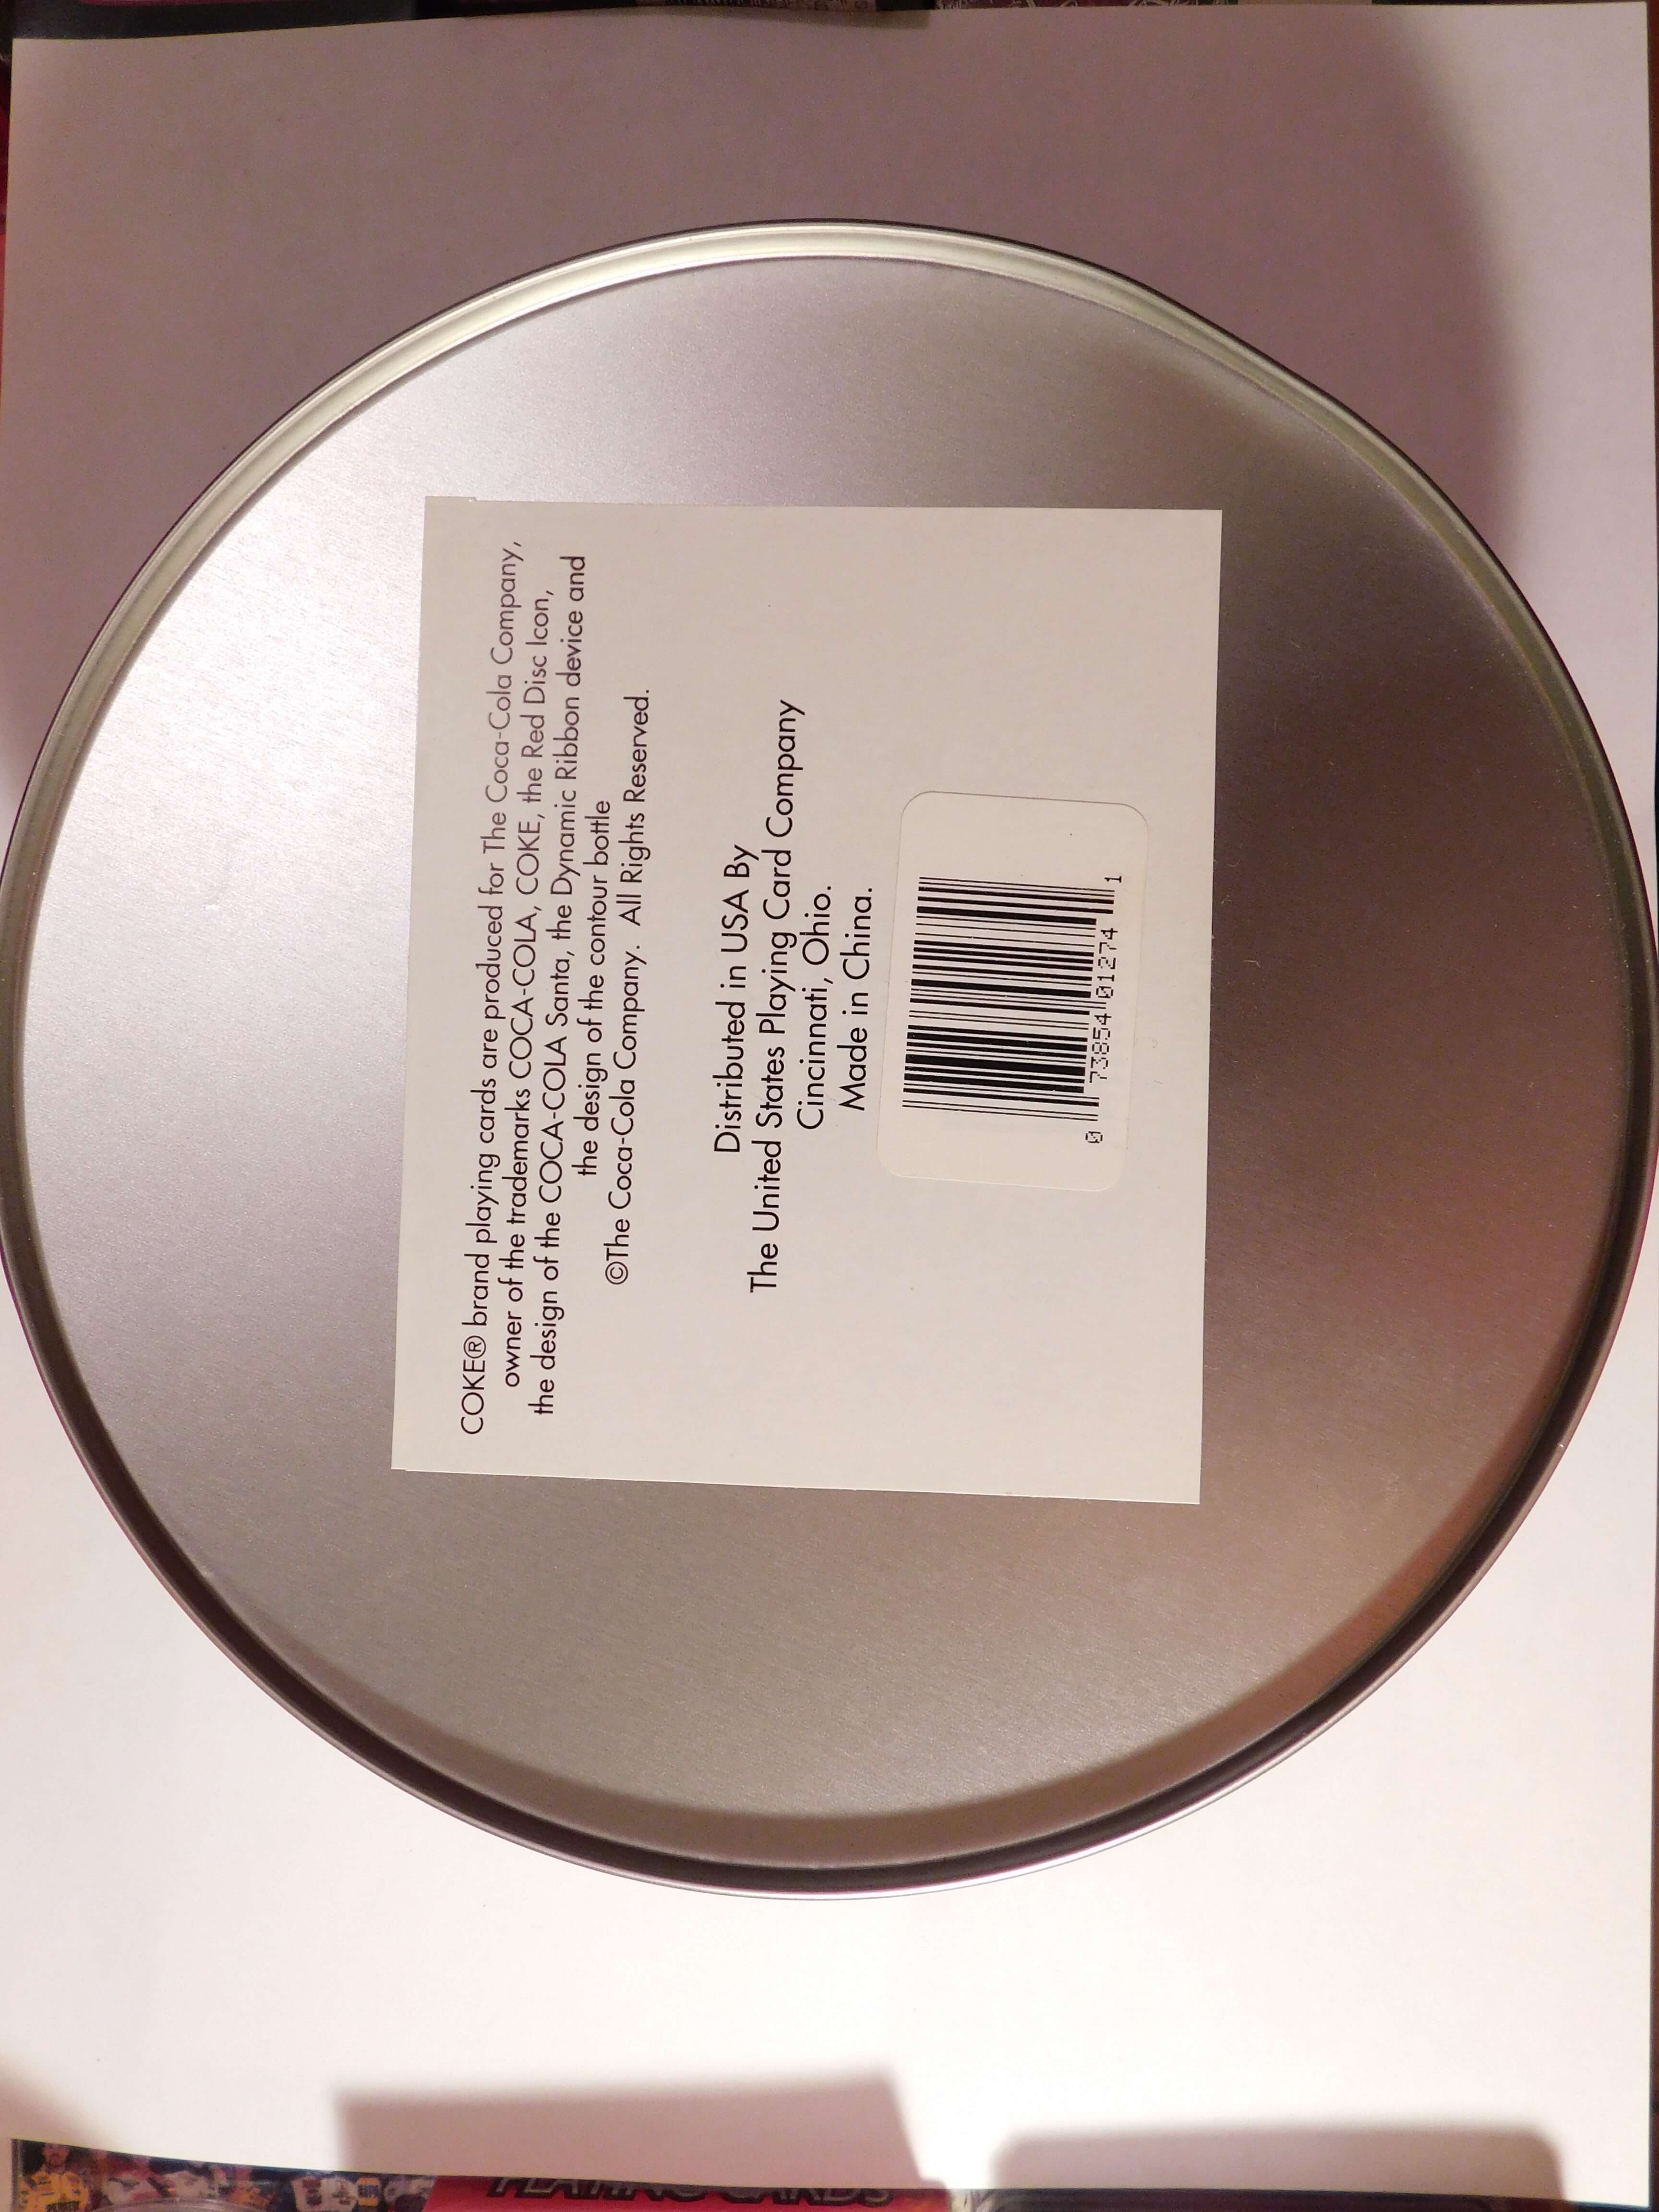 COKE® brand playing cards are produced for The Coca-Cola Company,
owner of the trademarks COCA-COLA, COKE, the Red Disc Icon,
the design of the COCA-COLA Santa, the Dynamic Ribbon device and
the design of the contour bottle
©The Coca-Cola Company. All Rights Reserved.
Distributed in USA By
The United States Playing Card Company
Cincinnati, Ohio.
Made in China.
0 73854 01274 1
PLAYING CARDS